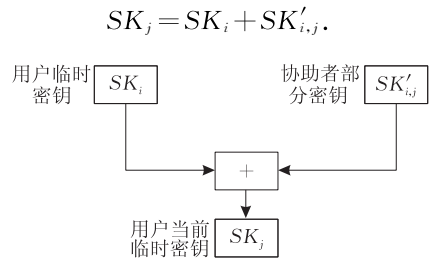 SK_j = SK_i + SK'_{i,j}.
用户临时
密钥
SK_i
协助者部
分密钥
SK'_{i,j}
+
用户当前
临时密钥
SK_j